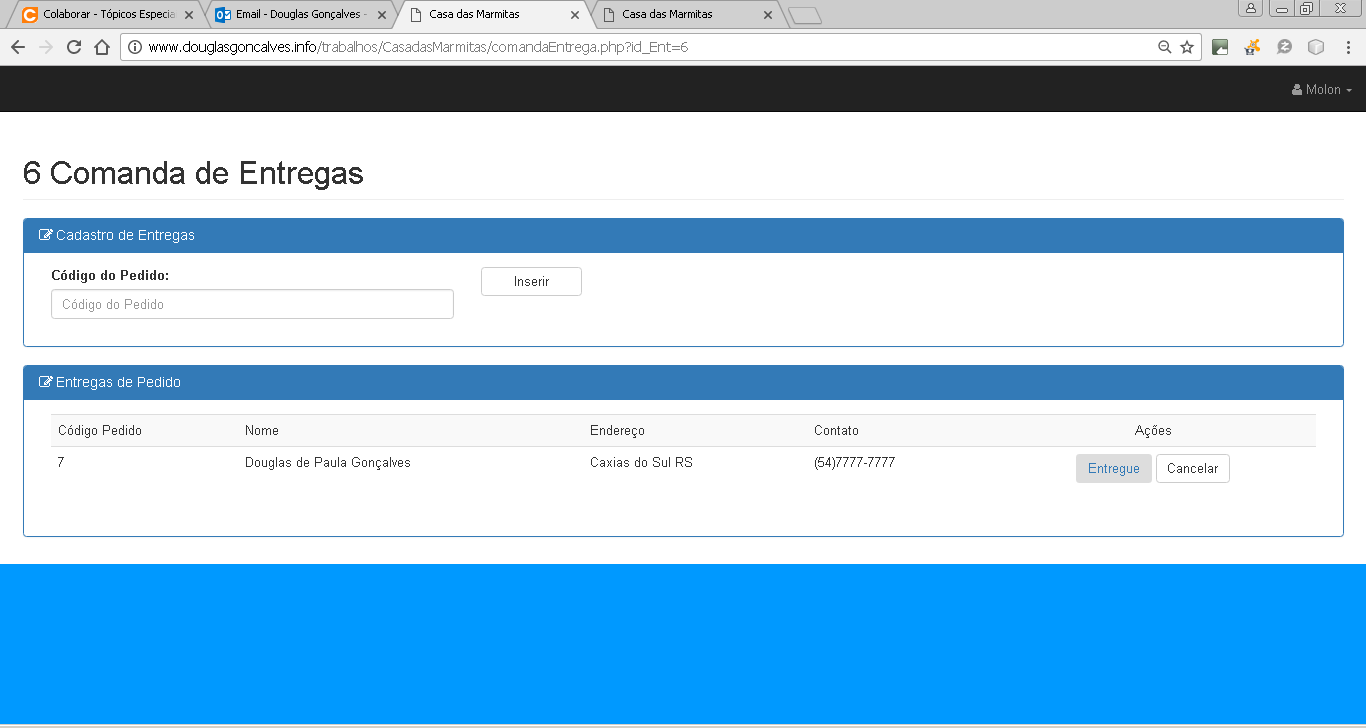 Colaborar - Tópicos Especia
Email - Douglas Gonçalves -
Casa das Marmitas
Casa das Marmitas
www.douglasgoncalves.info/trabalhos/CasadasMarmitas/comandaEntrega.php?id_Ent=6
Molon
6 Comanda de Entregas
Cadastro de Entregas
Código do Pedido:
Inserir
Código do Pedido
Entregas de Pedido
Código Pedido Nome Endereço Contato Ações
7 Douglas de Paula Gonçalves Caxias do Sul RS (54)7777-7777 Entregue Cancelar